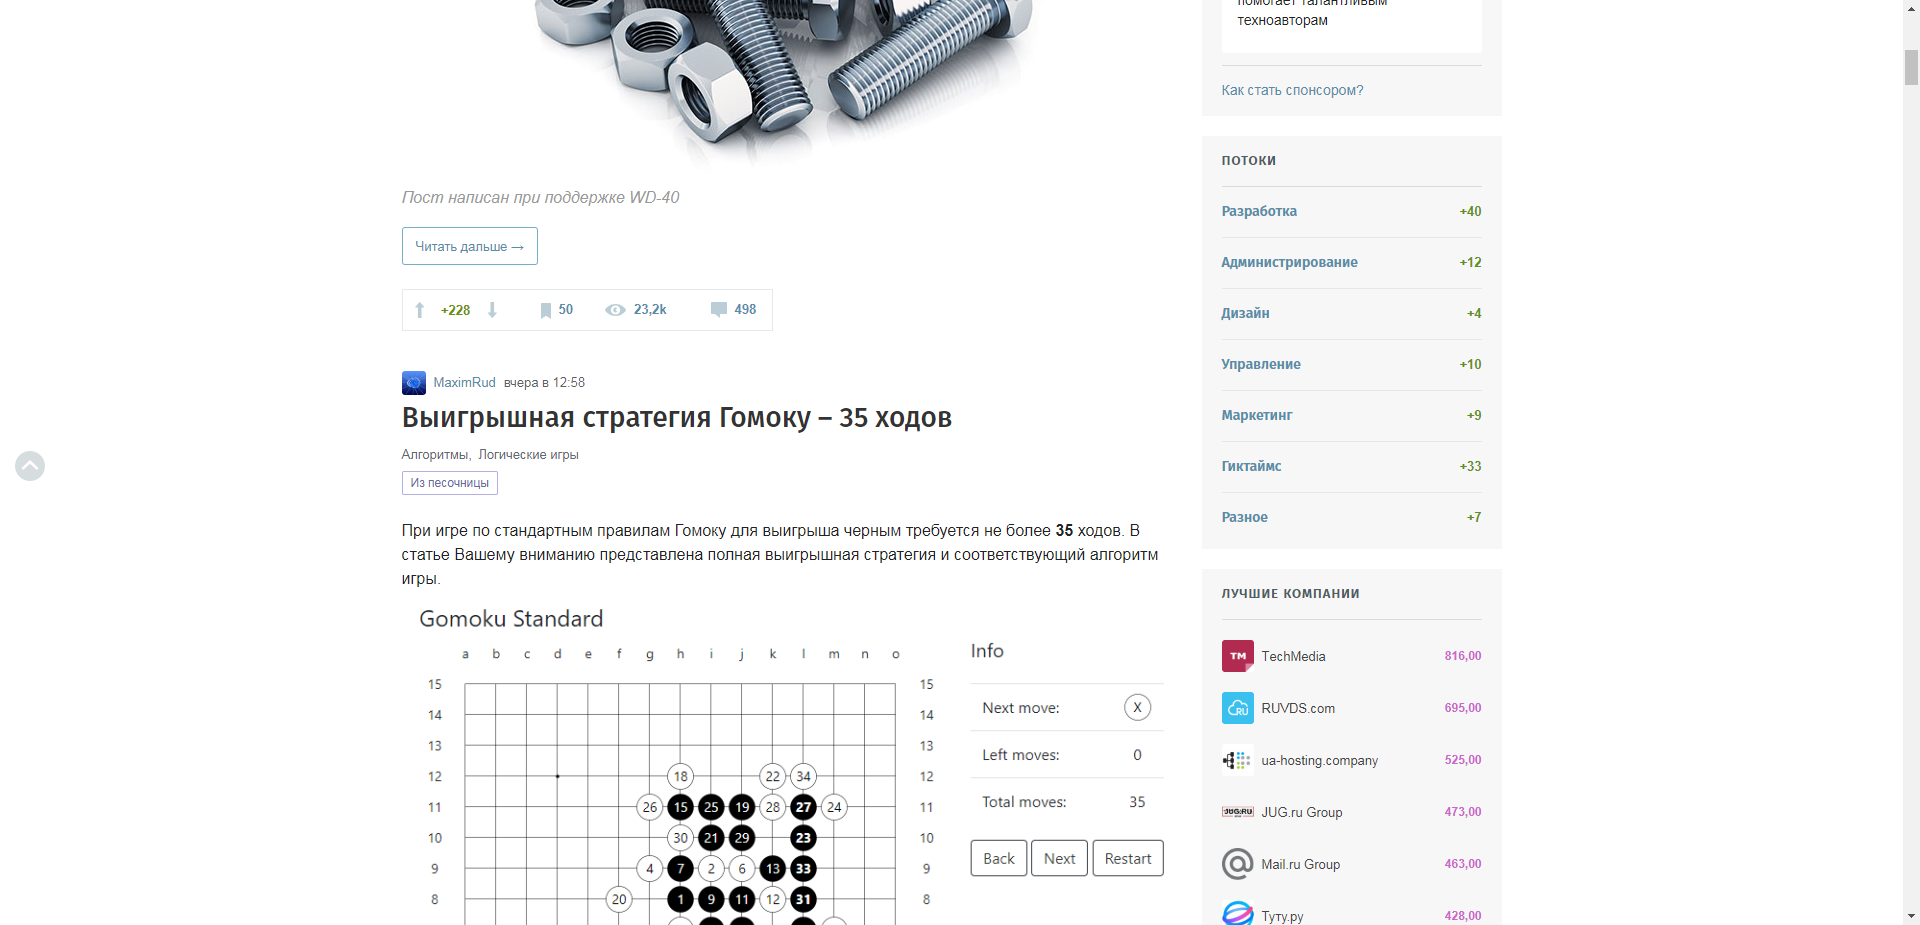 помогает талантливым
техноавторам
Как стать спонсором?
Пост написан при поддержке WD-40
Читать дальше →
+228 50 23,2k 498
MaximRud вчера в 12:58
Выигрышная стратегия Гомоку – 35 ходов
Алгоритмы, Логические игры
Из песочницы
При игре по стандартным правилам Гомоку для выигрыша черным требуется не более 35 ходов. В
статье Вашему вниманию представлена полная выигрышная стратегия и соответствующий алгоритм
игры.
Gomoku Standard
a b c d e f g h i j k l m n o
15 15
14 14
13 13
12 18 22 34 12
11 26 15 25 19 28 27 24 11
10 30 21 29 23 10
9 4 7 2 6 13 33 9
8 20 1 9 11 12 31 8
Info
Next move: X
Left moves: 0
Total moves: 35
Back Next Restart
ПОТОКИ
Разработка +40
Администрирование +12
Дизайн +4
Управление +10
Маркетинг +9
Гиктаймс +33
Разное +7
ЛУЧШИЕ КОМПАНИИ
TM TechMedia 816,00
RU RUVDS.com 695,00
ua-hosting.company 525,00
JUG.RU JUG.ru Group 473,00
@ Mail.ru Group 463,00
Туту.ру 428,00